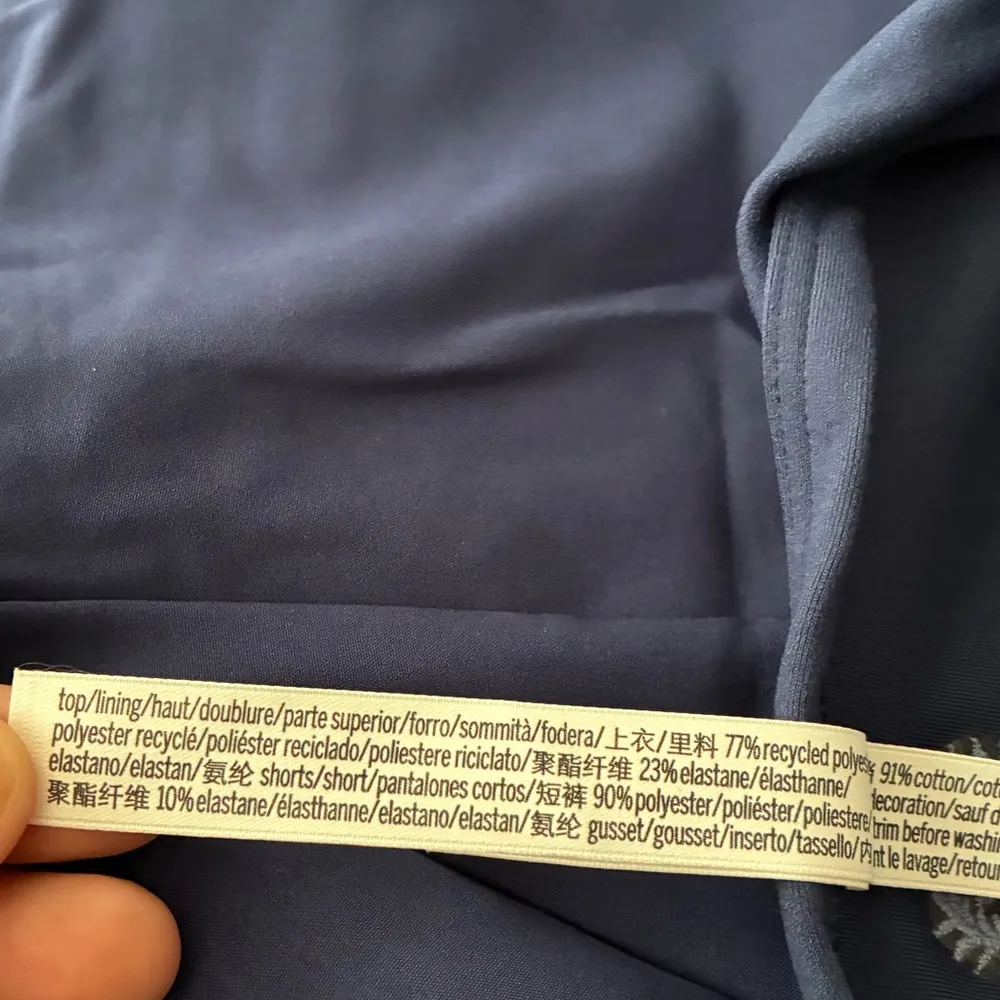 top/lining/haut/doublure/parte superior/forro/sommità/fodera/上衣/里料 77%recycled polyes
polyester recyclé/poliéster reciclado/poliestere riciclato/聚酯纤维 23%elastane/élasthanne/
elastano/elastan/氨纶 shorts/short/pantalones cortos/短裤 90%polyester/poliéster/poliestere/
聚酯纤维 10%elastane/élasthanne/elastano/elastan/氨纶 gusset/gousset/inserto/tassello/内
91%cotton/cot
decoration/sauf d
trim before washi
nt le lavage/retour